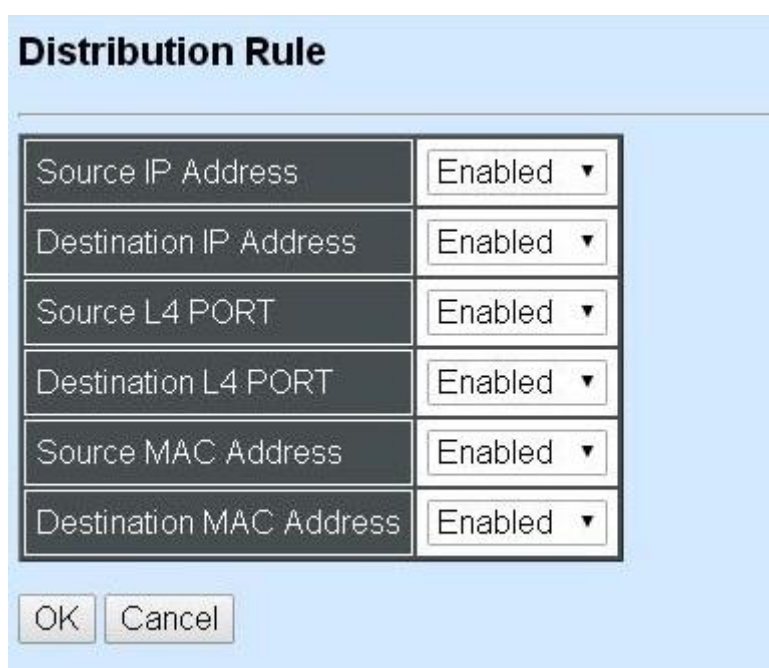 Distribution Rule
Source IP Address Enabled
Destination IP Address Enabled
Source L4 PORT Enabled
Destination L4 PORT Enabled
Source MAC Address Enabled
Destination MAC Address Enabled
OK Cancel